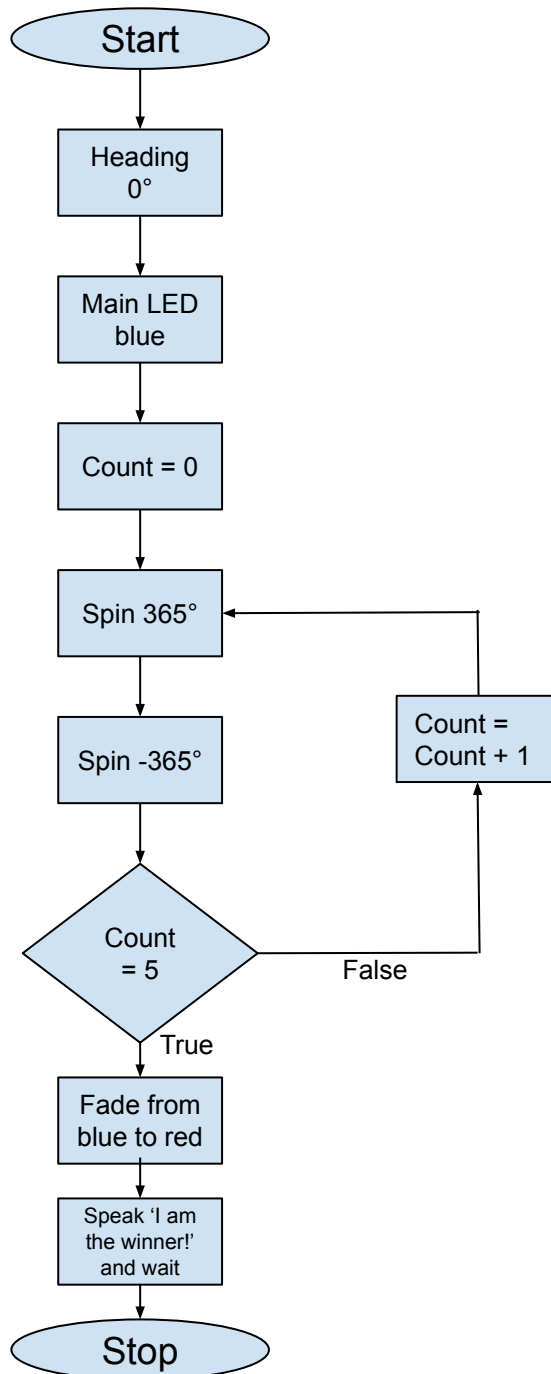 Start
Heading
0°
Main LED
blue
Count = 0
Spin 365°
Spin -365°
Count =
Count + 1
Count
= 5
False
True
Fade from
blue to red
Speak ‘I am
the winner!’
and wait
Stop